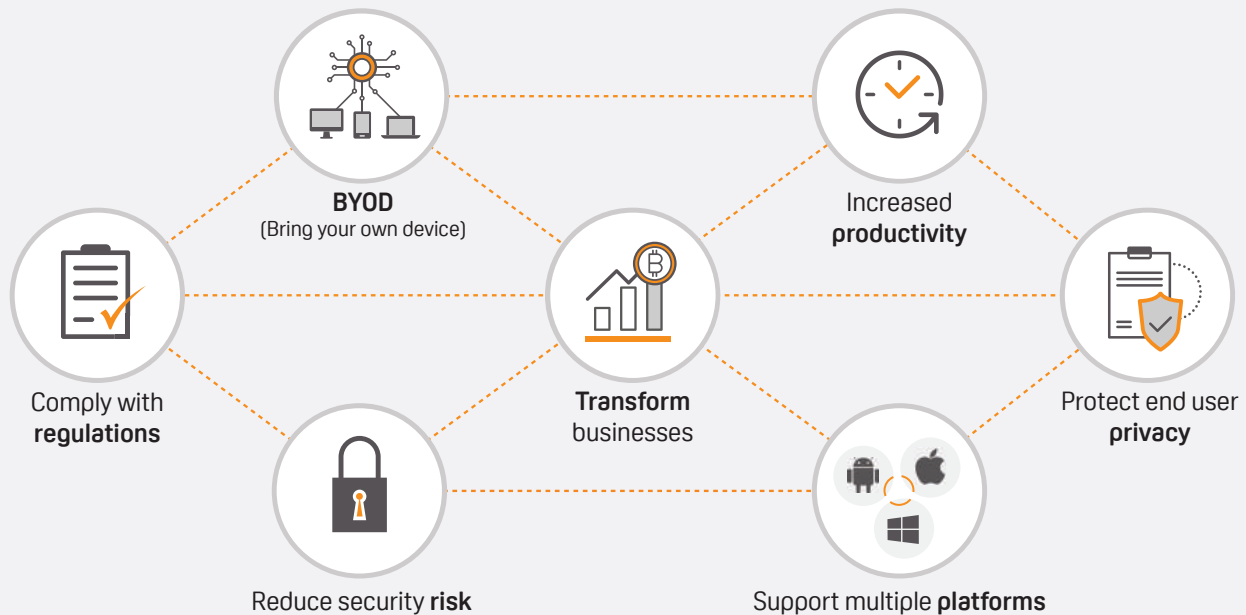 BYOD
(Bring your own device)
Increased
productivity
Comply with
regulations
Transform
businesses
Protect end user
privacy
Reduce security risk
Support multiple platforms